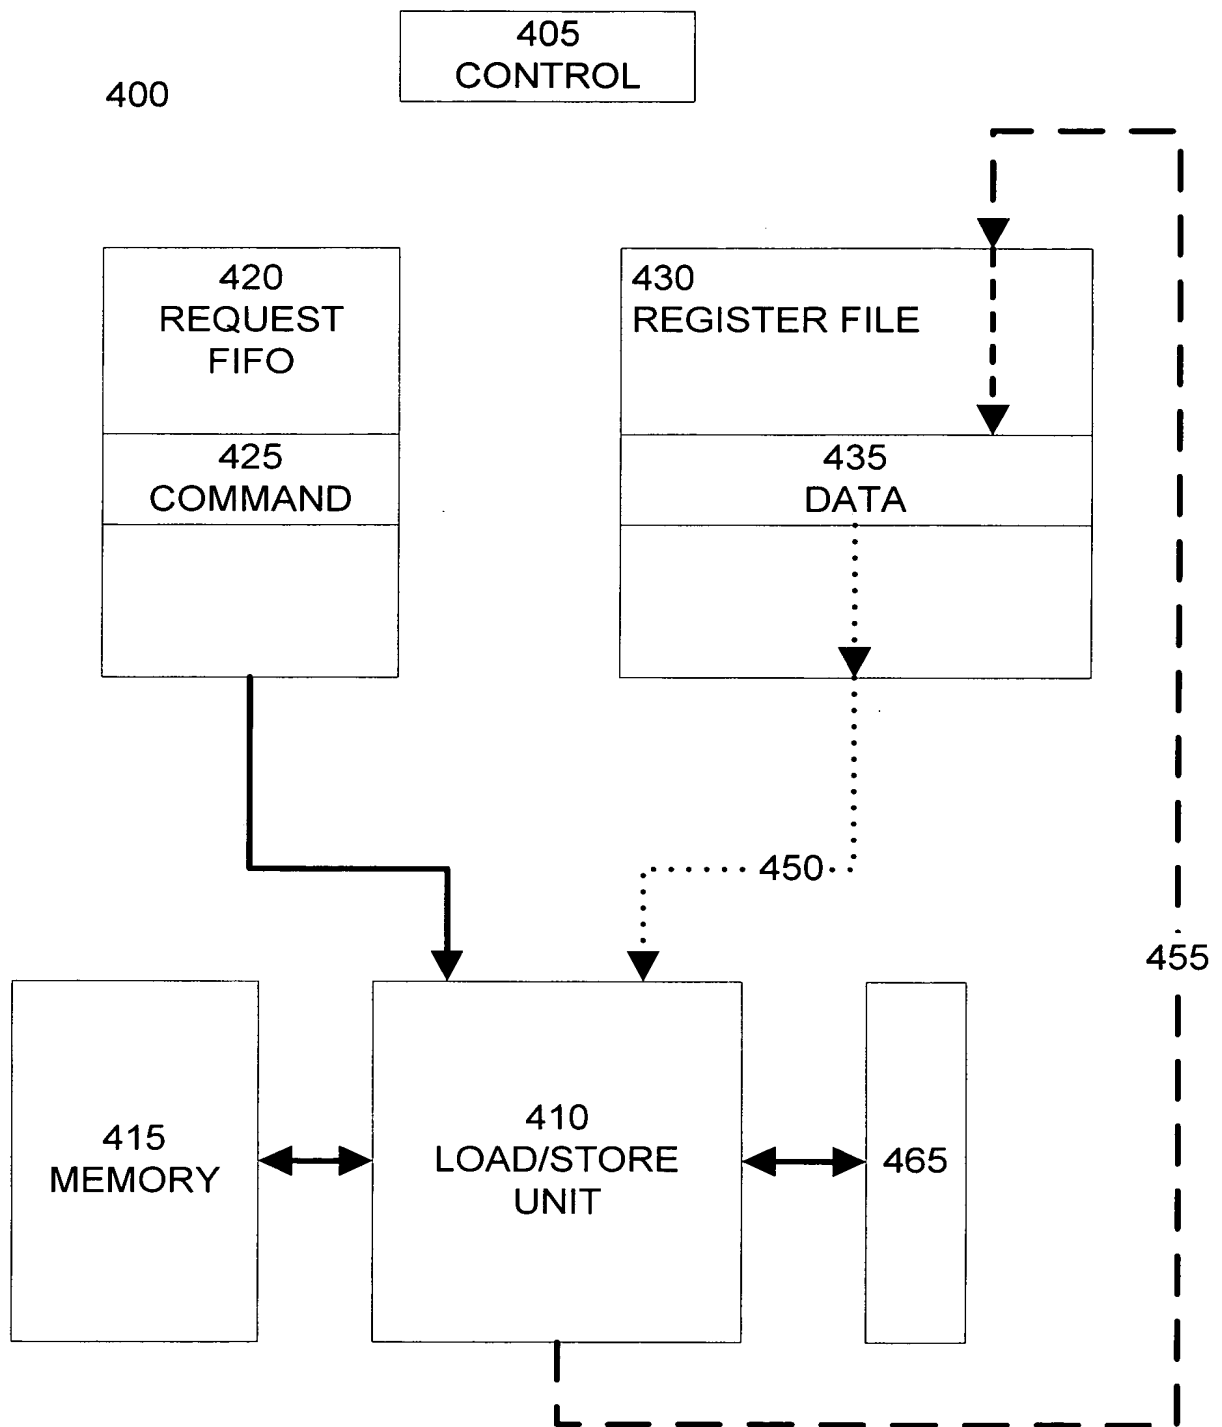 405
CONTROL
400
420
REQUEST
FIFO
430
REGISTER FILE
425
COMMAND
435
DATA
450
455
415
MEMORY
410
LOAD/STORE
UNIT
465